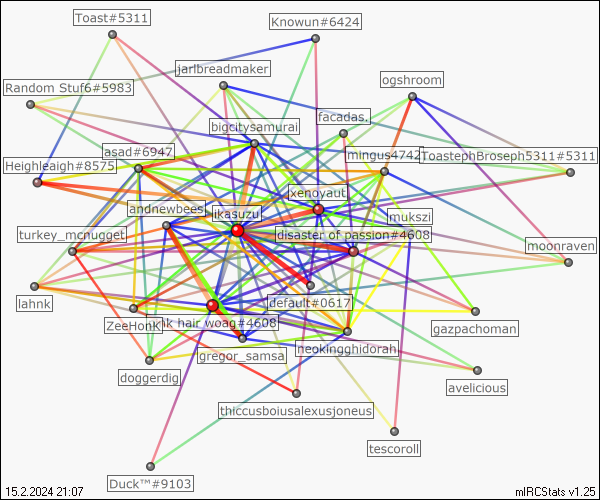 Toast#5311
Knowun#6424
jarlbreadmaker
ogshroom
Random Stuf6#5983
facadas.
bigcitysamurai
asad#6947
mingus4742
ToastephBroseph5311#5311
Heighleaigh#8575
xenoyaut
andnewbees
ikasuzu
mukszi
turkey_mcnugget
disaster of passion#4608
moonraven
lahnk
default#0617
ZeeHonk
lk hair woag#4608
gazpachoman
gregor_samsa
neokingghidorah
doggerdig
avelicious
thiccusboiusalexusjoneus
tescoroll
Duck™#9103
15.2.2024 21:07
mIRCStats v1.25